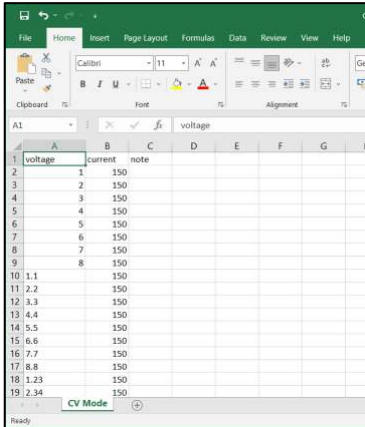 File Home Insert Page Layout Formulas Data Review View Help
Calibri 11 A A Ge
Paste B I U A
Clipboard Font Alignment
A1 fx voltage
A B C D E F G
1 voltage current note
2 1 150
3 2 150
4 3 150
5 4 150
6 5 150
7 6 150
8 7 150
9 8 150
10 1.1 150
11 2.2 150
12 3.3 150
13 4.4 150
14 5.5 150
15 6.6 150
16 7.7 150
17 8.8 150
18 1.23 150
19 2.34 150
CV Mode
Ready